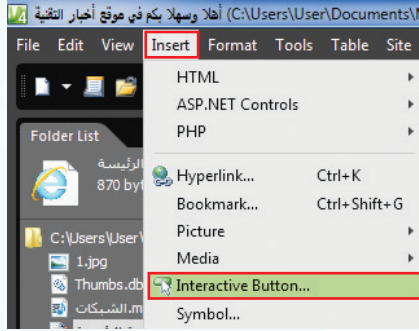 أهلا وسهلا بكم في موقع أخبار التقنية (C:\Users\User\Documents\
File Edit View Insert Format Tools Table Site
HTML
ASP.NET Controls
PHP
Folder List
الرئيسة
870 byt
Hyperlink... Ctrl+K
Bookmark... Ctrl+Shift+G
C:\Users\User\
Picture
1.jpg
Media
Thumbs.db
Interactive Button...
الشبكات.m
Symbol...